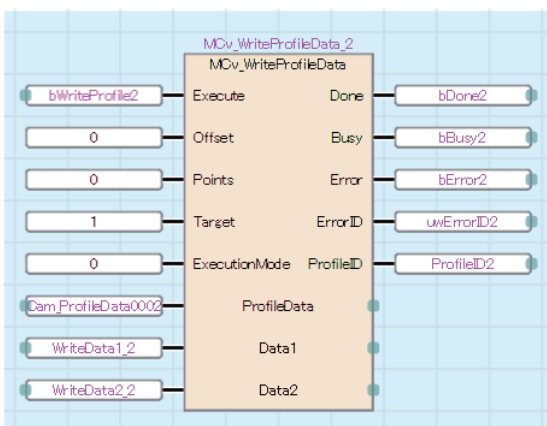 MCv_WriteProfileData_2
MCv_WriteProfileData
bWriteProfile2 Execute Done bDone2
0 Offset Busy bBusy2
0 Points Error bError2
1 Target ErrorID uwErrorID2
0 ExecutionMode ProfileID ProfileID2
Cam_ProfileData0002 ProfileData
WriteData1_2 Data1
WriteData2_2 Data2